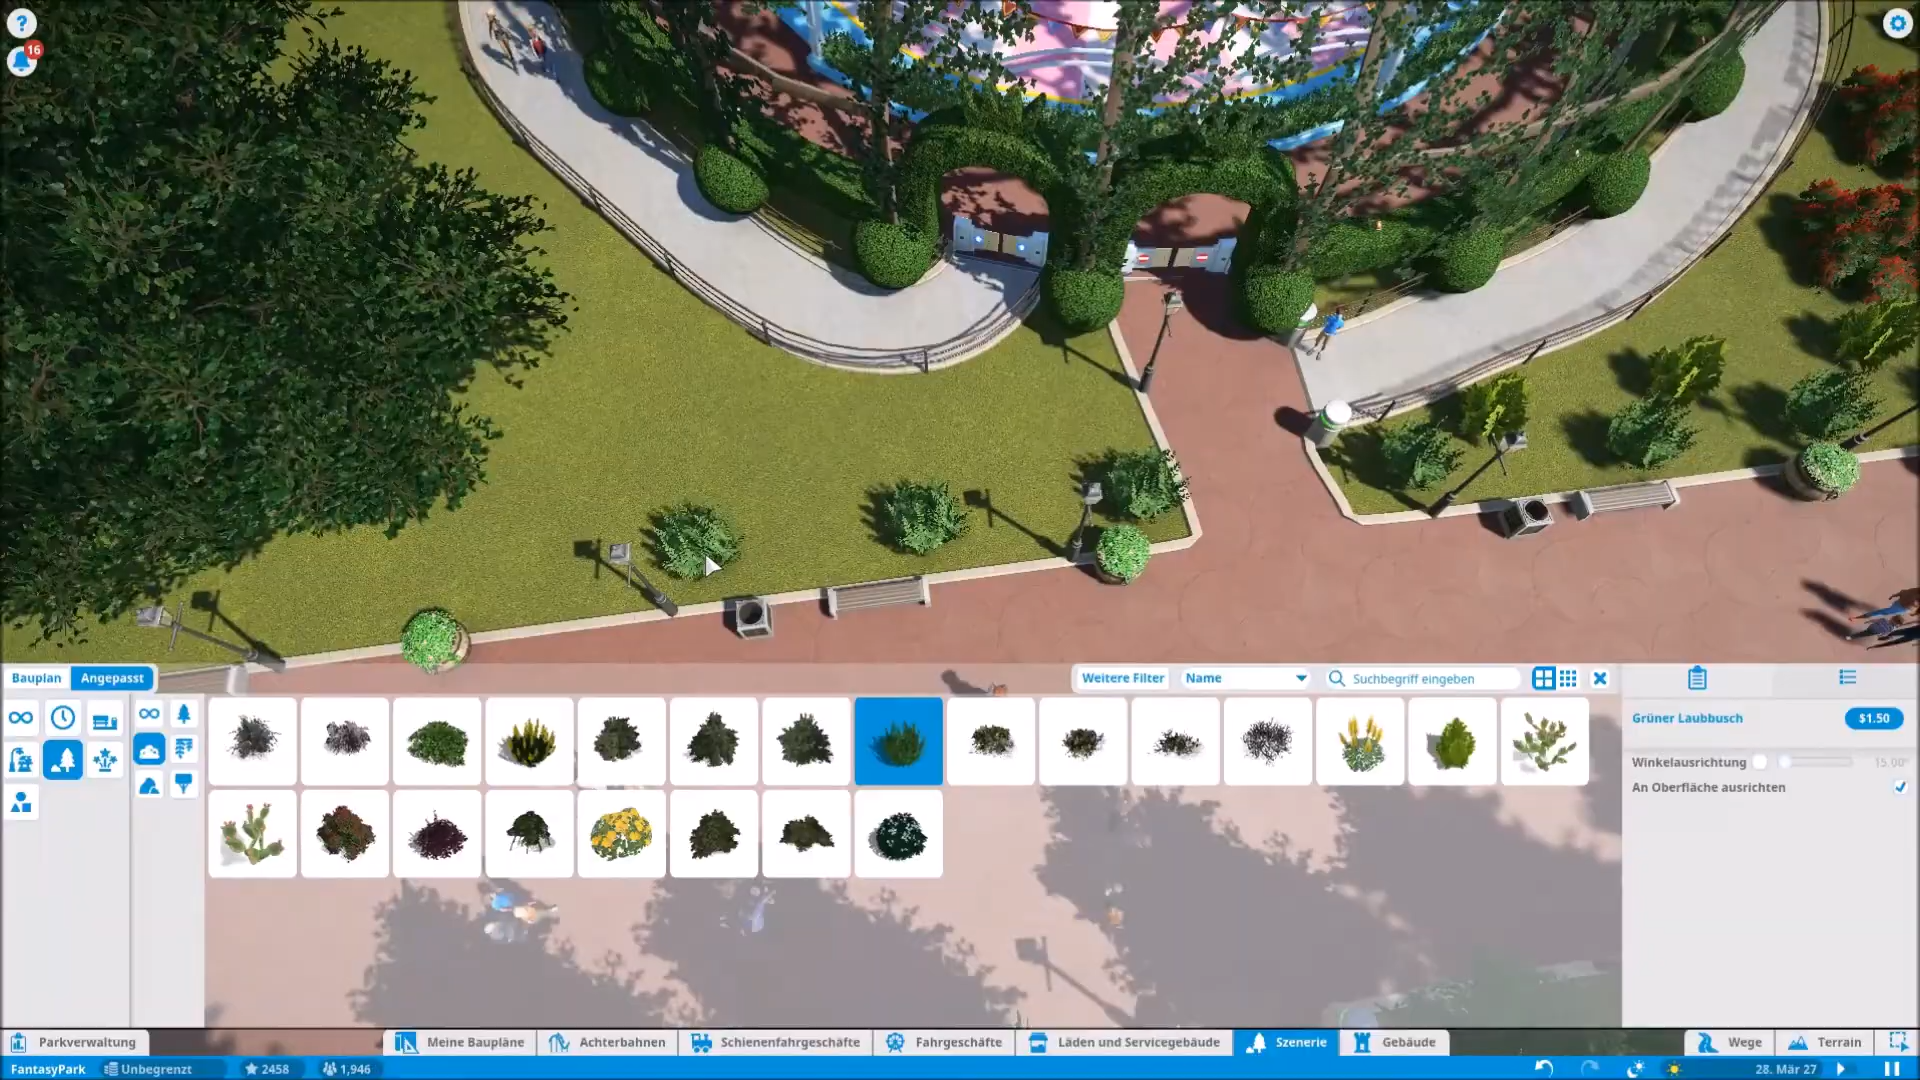 ?
16
Bauplan
Angepasst
Weitere Filter
Name
Suchbegriff eingeben
Grüner Laubbusch
$1.50
Winkelausrichtung
15.00°
An Oberfläche ausrichten
Parkverwaltung
Meine Baupläne
Achterbahnen
Schienenfahrgeschäfte
Fahrgeschäfte
Läden und Servicegebäude
Szenerie
Gebäude
Wege
Terrain
FantasyPark
Unbegrenzt
2458
1,946
28. Mär 27